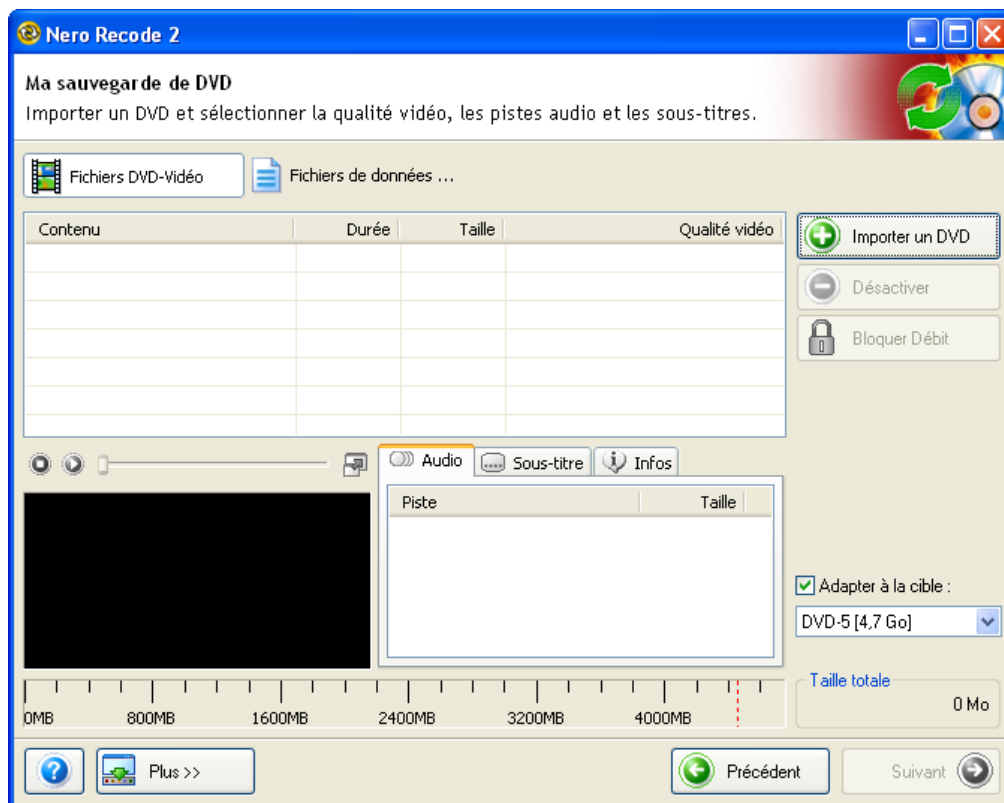 Nero Recode 2
Ma sauvegarde de DVD
Importer un DVD et sélectionner la qualité vidéo, les pistes audio et les sous-titres.
Fichiers DVD-Vidéo
Fichiers de données ...
Contenu Durée Taille Qualité vidéo
Importer un DVD
Désactiver
Bloquer Débit
Audio Sous-titre Infos
Piste Taille
Adapter à la cible :
DVD-5 [4,7 Go]
Taille totale
0 Mo
0MB 800MB 1600MB 2400MB 3200MB 4000MB
Plus >>
Précédent
Suivant